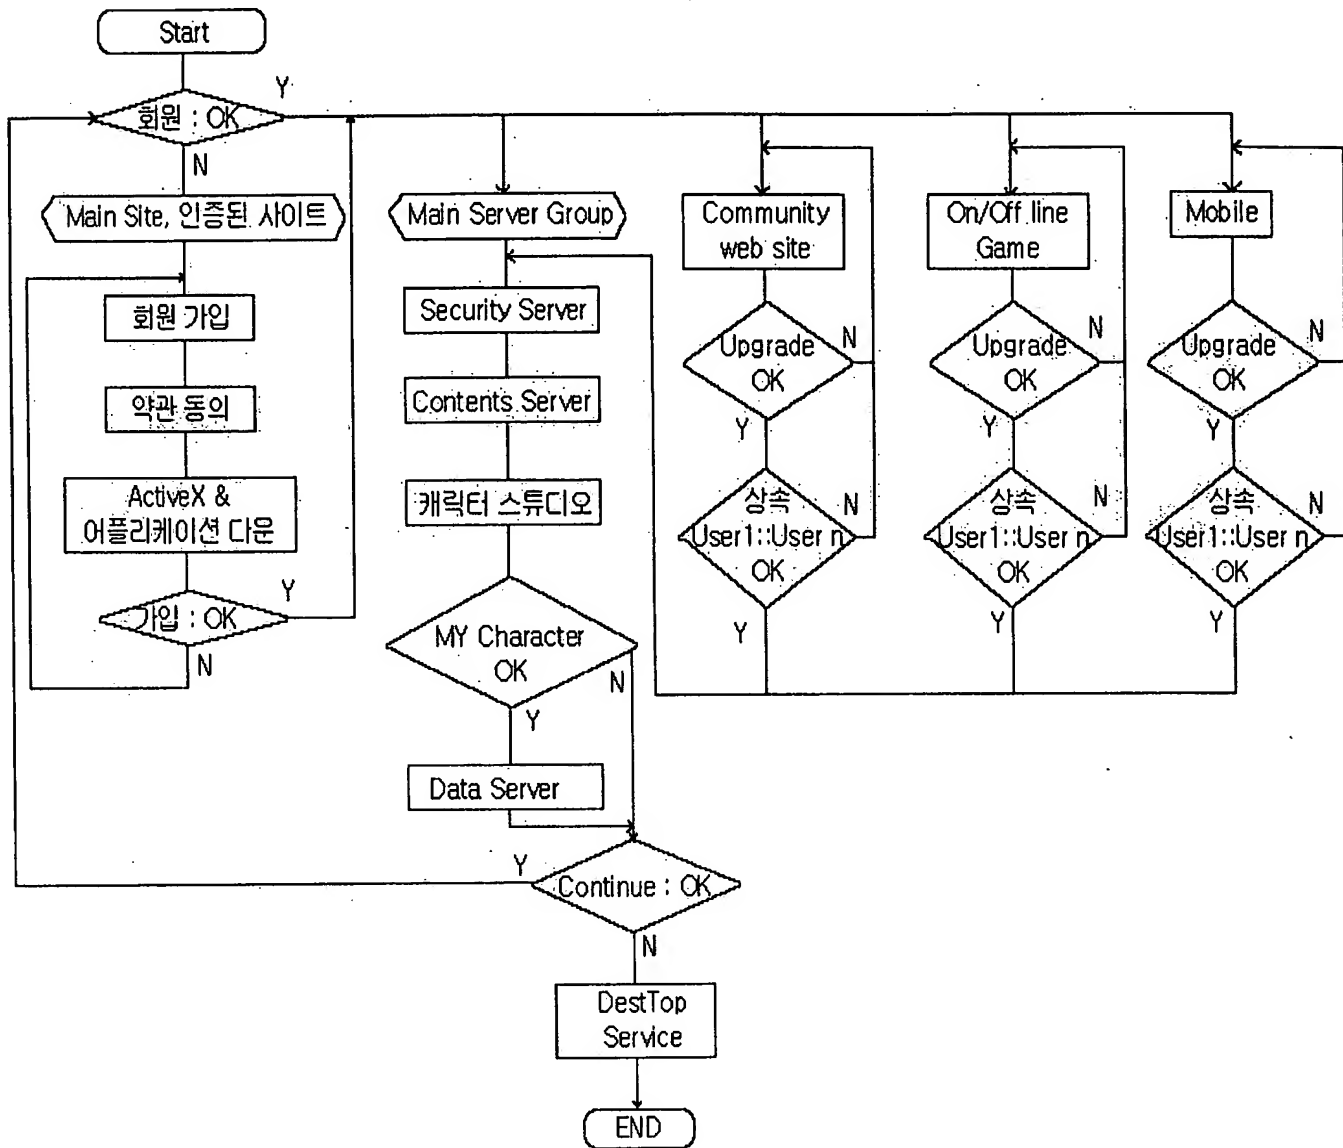 Start
Y
회원 : OK
N
Main Site, 인증된 사이트
회원 가입
약관 동의
ActiveX &
어플리케이션 다운
Y
가입 : OK
N
Main Server Group
Security Server
Contents Server
캐릭터 스튜디오
MY Character
OK
N
Y
Data Server
Y
Continue : OK
N
DestTop
Service
END
Community
web site
Upgrade
OK
N
Y
상속
User1::User n
OK
N
Y
On/Off line
Game
Upgrade
OK
N
Y
상속
User1::User n
OK
N
Y
Mobile
Upgrade
OK
N
Y
상속
User1::User n
OK
N
Y